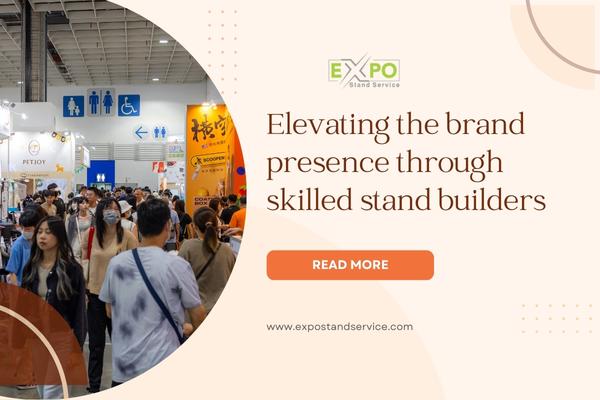 EXPO
Stand Service
Elevating the brand
presence through
skilled stand builders
READ MORE
www.expostandservice.com
PETJOY
SCOOPER